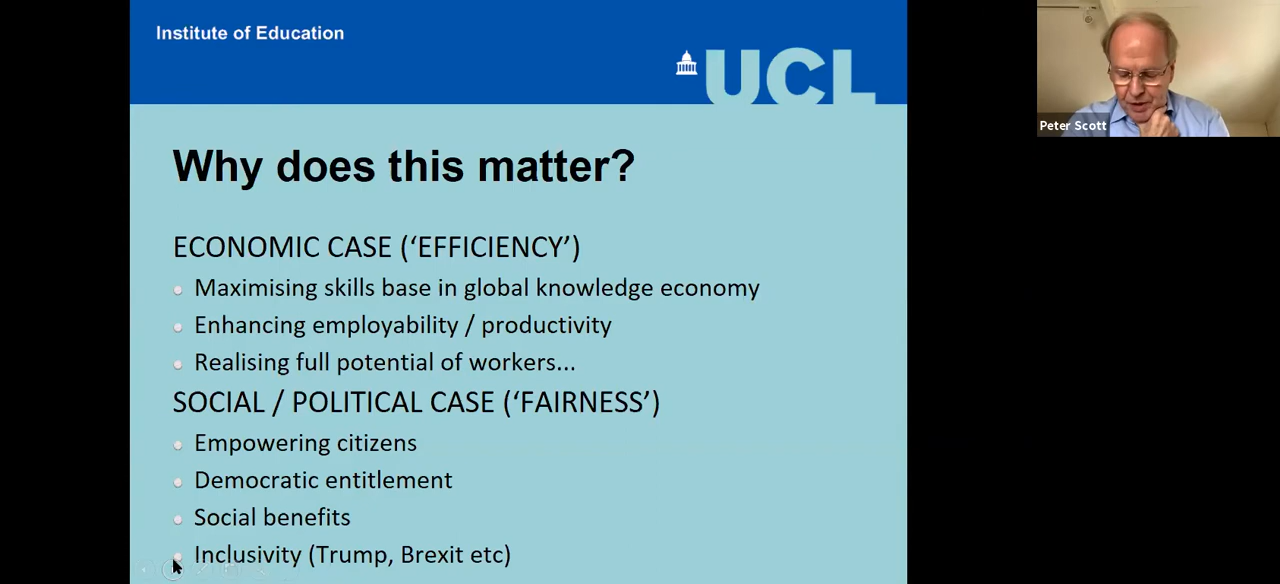 Institute of Education
UCL
Peter Scott
Why does this matter?
ECONOMIC CASE (‘EFFICIENCY’)
Maximising skills base in global knowledge economy
Enhancing employability / productivity
Realising full potential of workers...
SOCIAL / POLITICAL CASE (‘FAIRNESS’)
Empowering citizens
Democratic entitlement
Social benefits
Inclusivity (Trump, Brexit etc)